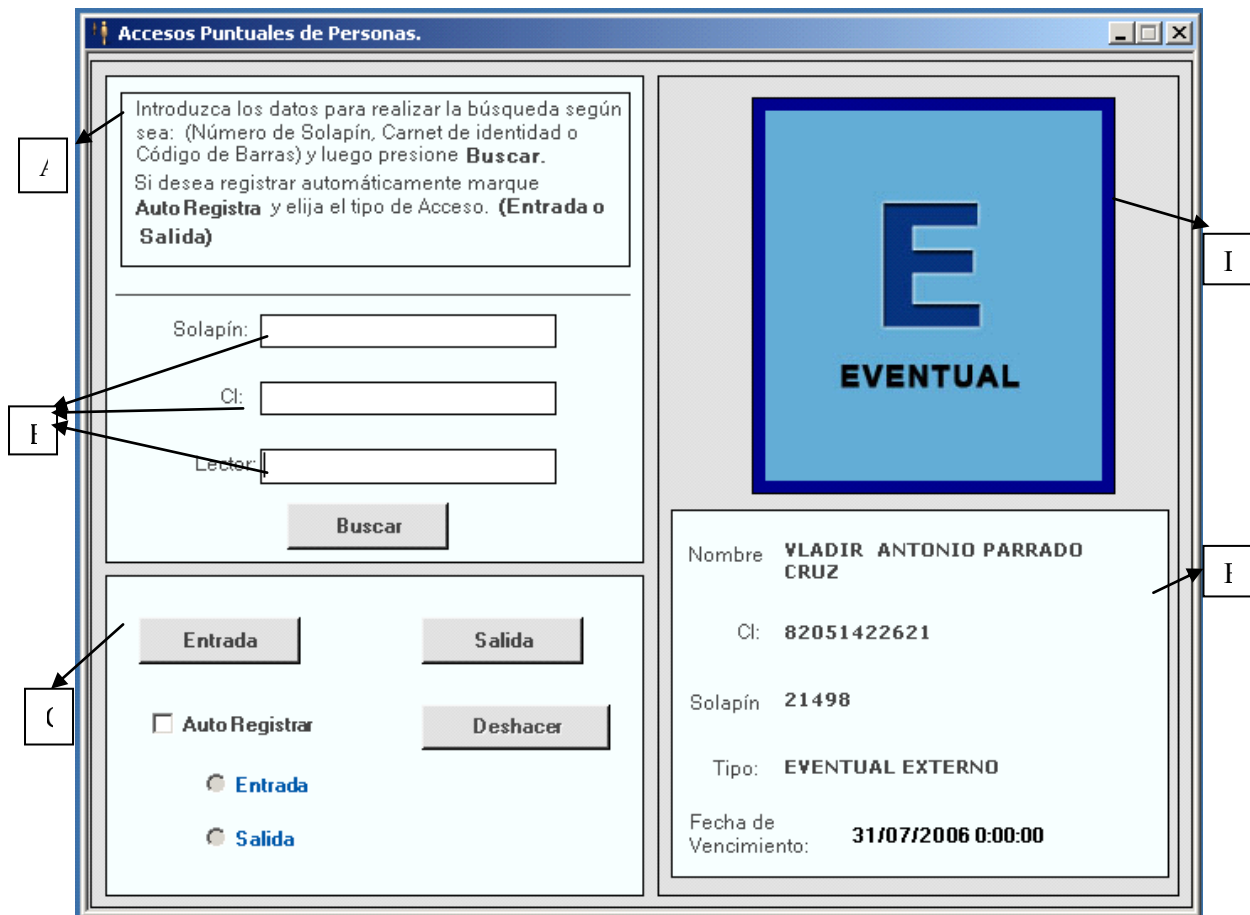 Accesos Puntuales de Personas.
Introduzca los datos para realizar la búsqueda según
sea: (Número de Solapín, Carnet de identidad o
Código de Barras) y luego presione Buscar.
Si desea registrar automáticamente marque
Auto Registra y elija el tipo de Acceso. (Entrada o
Salida)
Solapín:
CI:
Lector:
Buscar
Entrada
Salida
Auto Registrar
Deshacer
Entrada
Salida
E
EVENTUAL
Nombre VLADIR ANTONIO PARRADO
CRUZ
CI: 82051422621
Solapín 21498
Tipo: EVENTUAL EXTERNO
Fecha de
Vencimiento: 31/07/2006 0:00:00